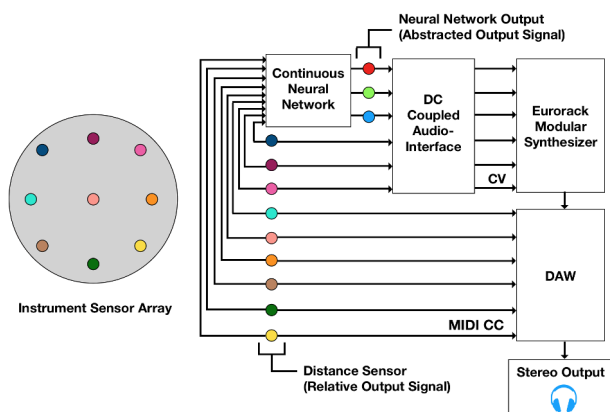 Neural Network Output
(Abstracted Output Signal)
Continuous
Neural
Network
DC
Coupled
Audio-
Interface
Eurorack
Modular
Synthesizer
CV
Instrument Sensor Array
DAW
MIDI CC
Distance Sensor
(Relative Output Signal)
Stereo Output